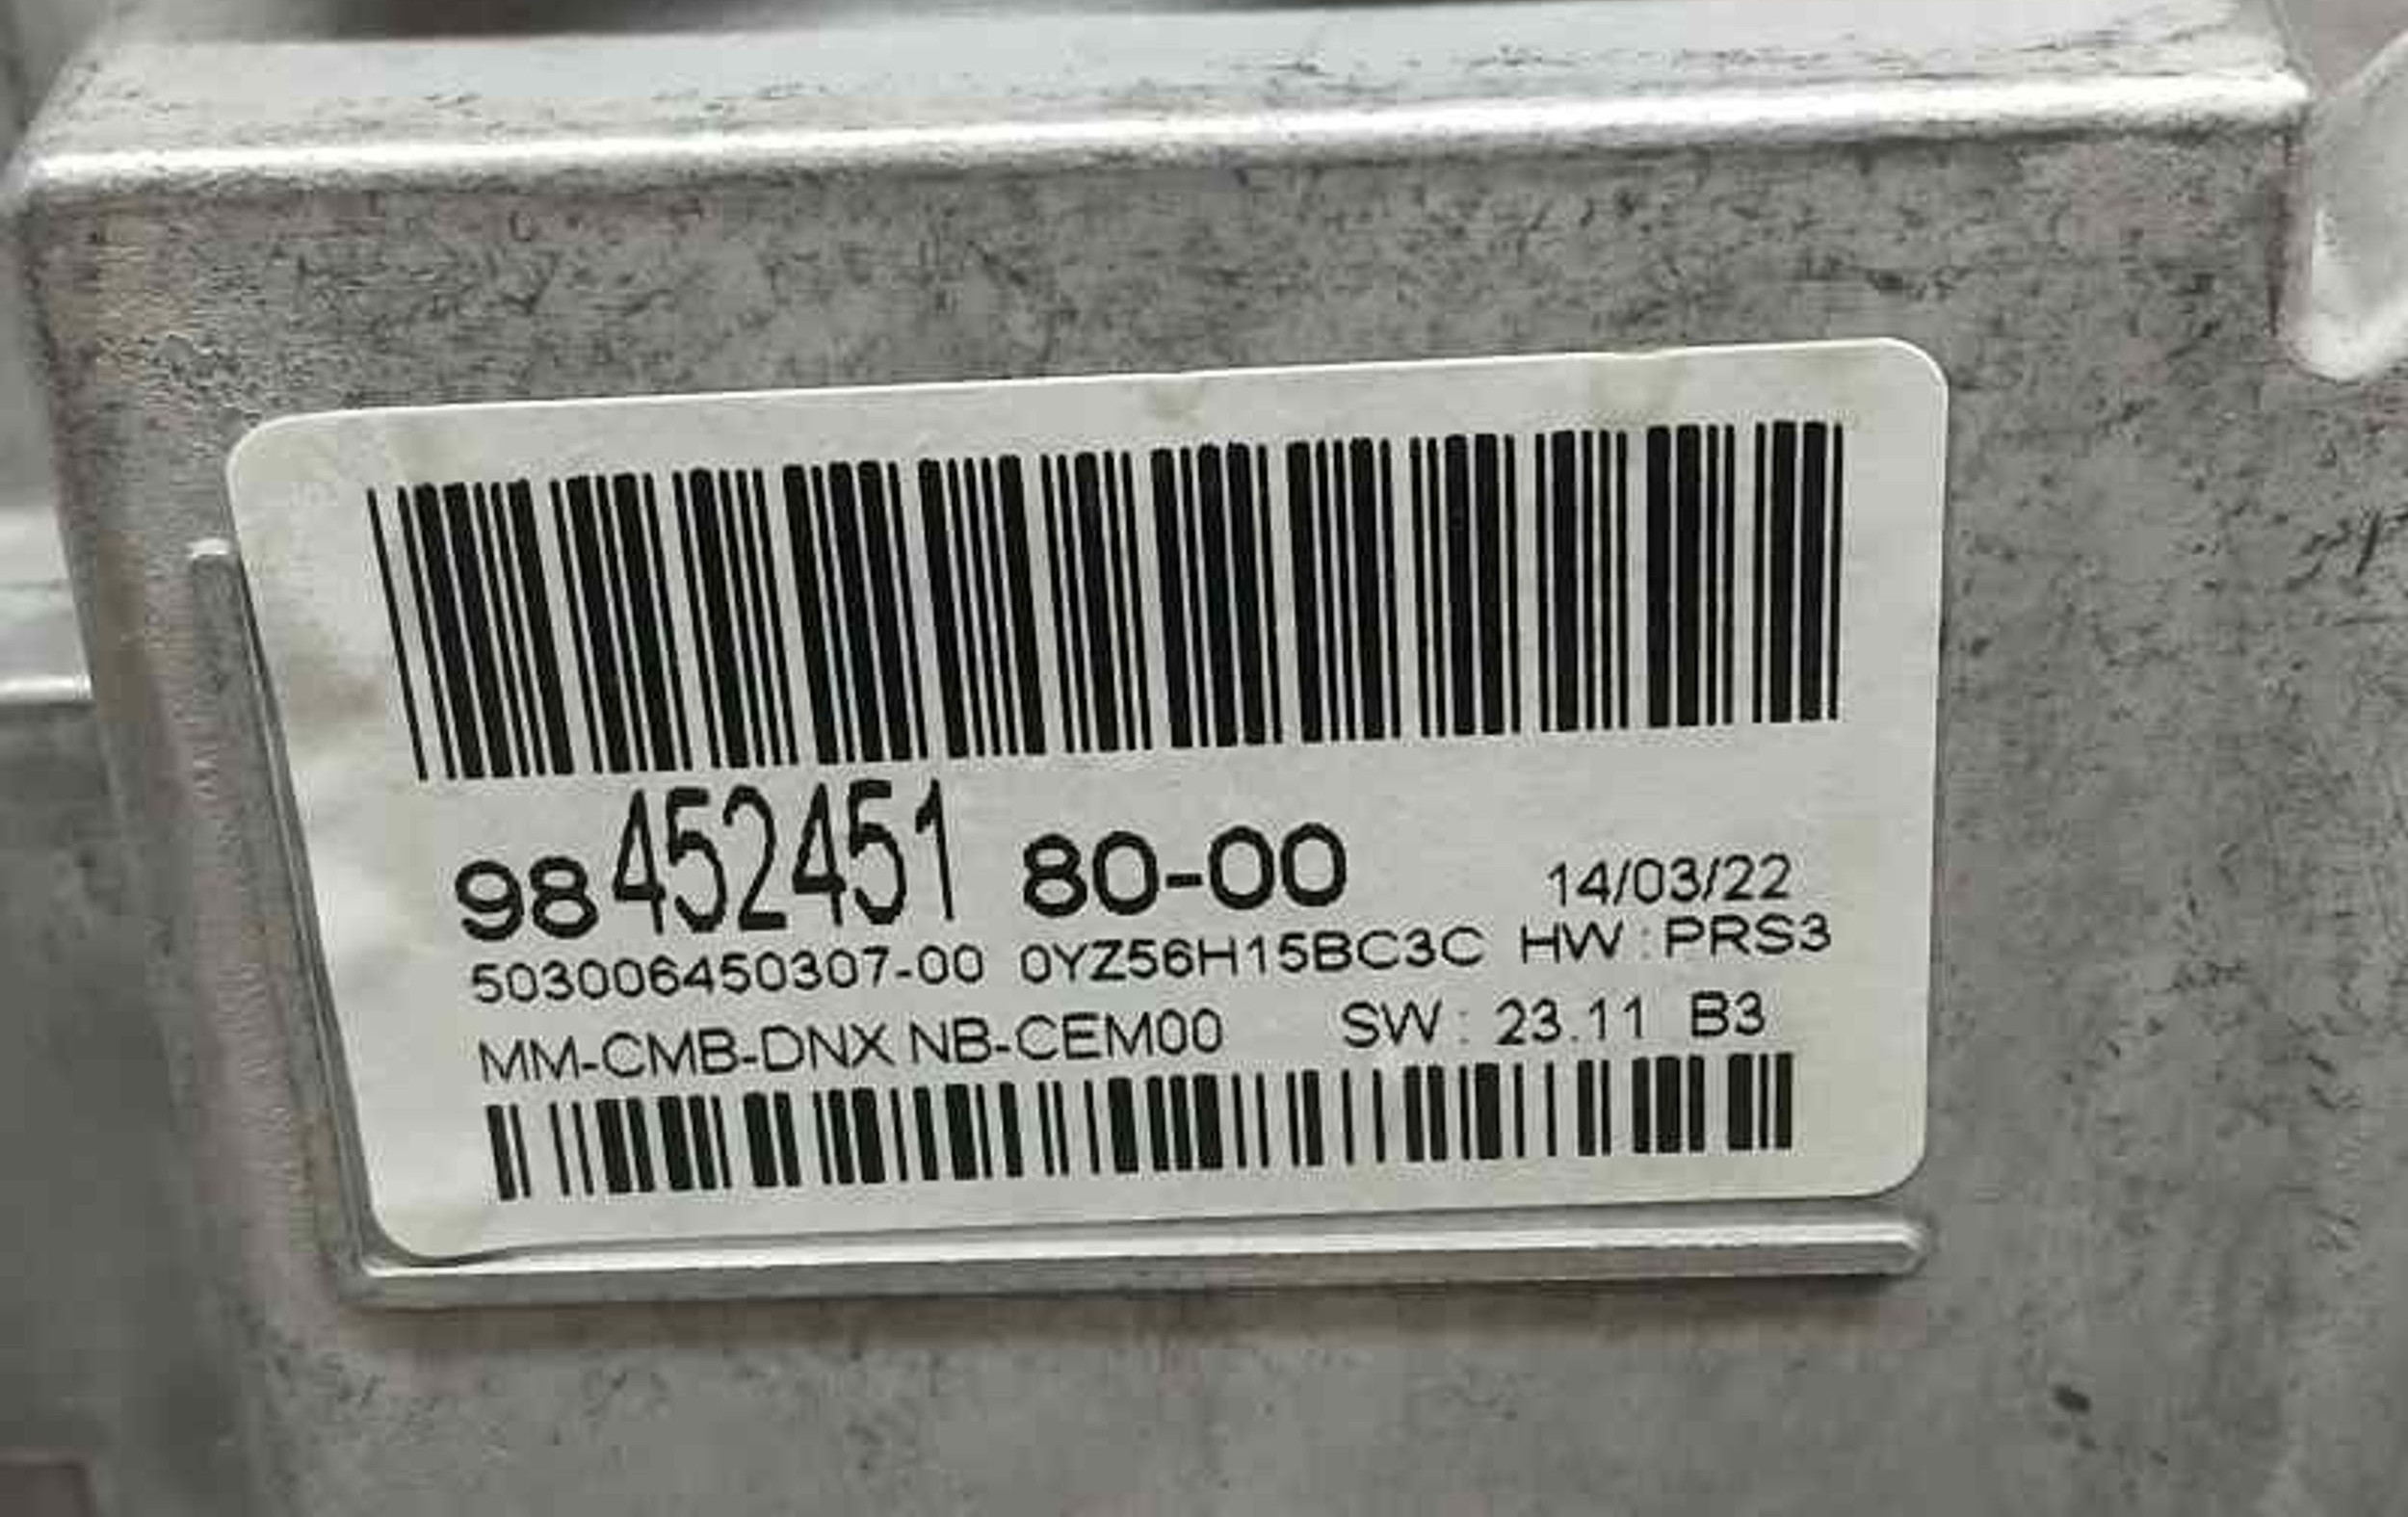 98 452451 80-00 14/03/22
503006450307-00 0YZ56H15BC3C HW : PRS3
MM-CMB-DNX NB-CEM00 SW : 23.11 B3